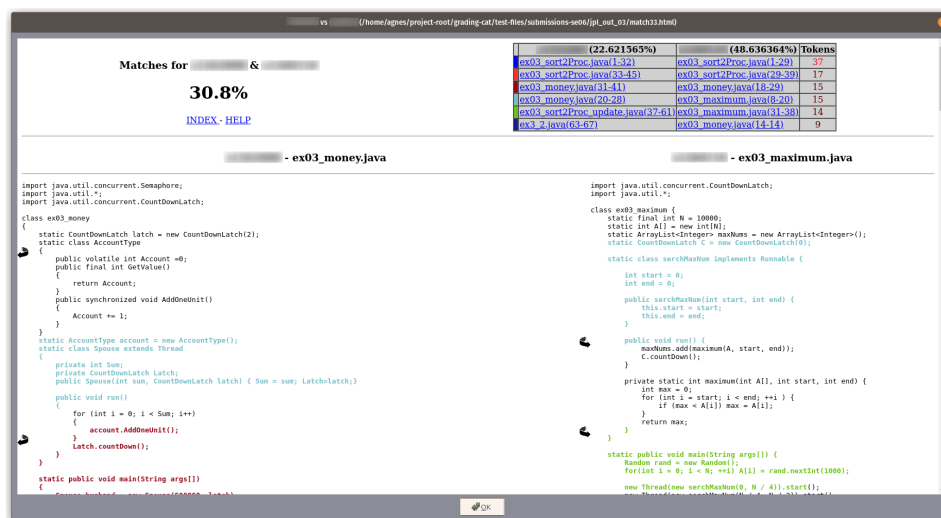 vs (/home/agnes/project-root/grading-cat/test-files/submissions-se06/jpl_out_03/match33.html)
Matches for &
30.8%
INDEX - HELP
(22.621565%) (48.636364%) Tokens
ex03_sort2Proc.java(1-32) ex03_sort2Proc.java(1-29) 37
ex03_sort2Proc.java(33-45) ex03_sort2Proc.java(29-39) 17
ex03_money.java(31-41) ex03_money.java(18-29) 15
ex03_money.java(20-28) ex03_maximum.java(8-20) 15
ex03_sort2Proc_update.java(37-61) ex03_maximum.java(31-38) 14
ex3_2.java(63-67) ex03_money.java(14-14) 9
- ex03_money.java
import java.util.concurrent.Semaphore;
import java.util.*;
import java.util.concurrent.CountDownLatch;
class ex03_money
{
static CountDownLatch latch = new CountDownLatch(2);
static class AccountType
{
public volatile int Account =0;
public final int GetValue()
{
return Account;
}
public synchronized void AddOneUnit()
{
Account += 1;
}
}
static AccountType account = new AccountType();
static class Spouse extends Thread
{
private int Sum;
private CountDownLatch Latch;
public Spouse(int sum, CountDownLatch latch) { Sum = sum; Latch=latch;}
public void run()
{
for (int i = 0; i < Sum; i++)
{
account.AddOneUnit();
}
Latch.countDown();
}
}
static public void main(String args[])
{
- ex03_maximum.java
import java.util.concurrent.CountDownLatch;
import java.util.*;
class ex03_maximum {
static final int N = 10000;
static int A[] = new int[N];
static ArrayList<Integer> maxNums = new ArrayList<Integer>();
static CountDownLatch C = new CountDownLatch(0);
static class serchMaxNum implements Runnable {
int start = 0;
int end = 0;
public serchMaxNum(int start, int end) {
this.start = start;
this.end = end;
}
public void run() {
maxNums.add(maximum(A, start, end));
C.countDown();
}
private static int maximum(int A[], int start, int end) {
int max = 0;
for (int i = start; i < end; ++i ) {
if (max < A[i]) max = A[i];
}
return max;
}
}
static public void main(String args[]) {
Random rand = new Random();
for(int i = 0; i < N; ++i) A[i] = rand.nextInt(1000);
new Thread(new serchMaxNum(0, N / 4)).start();
OK